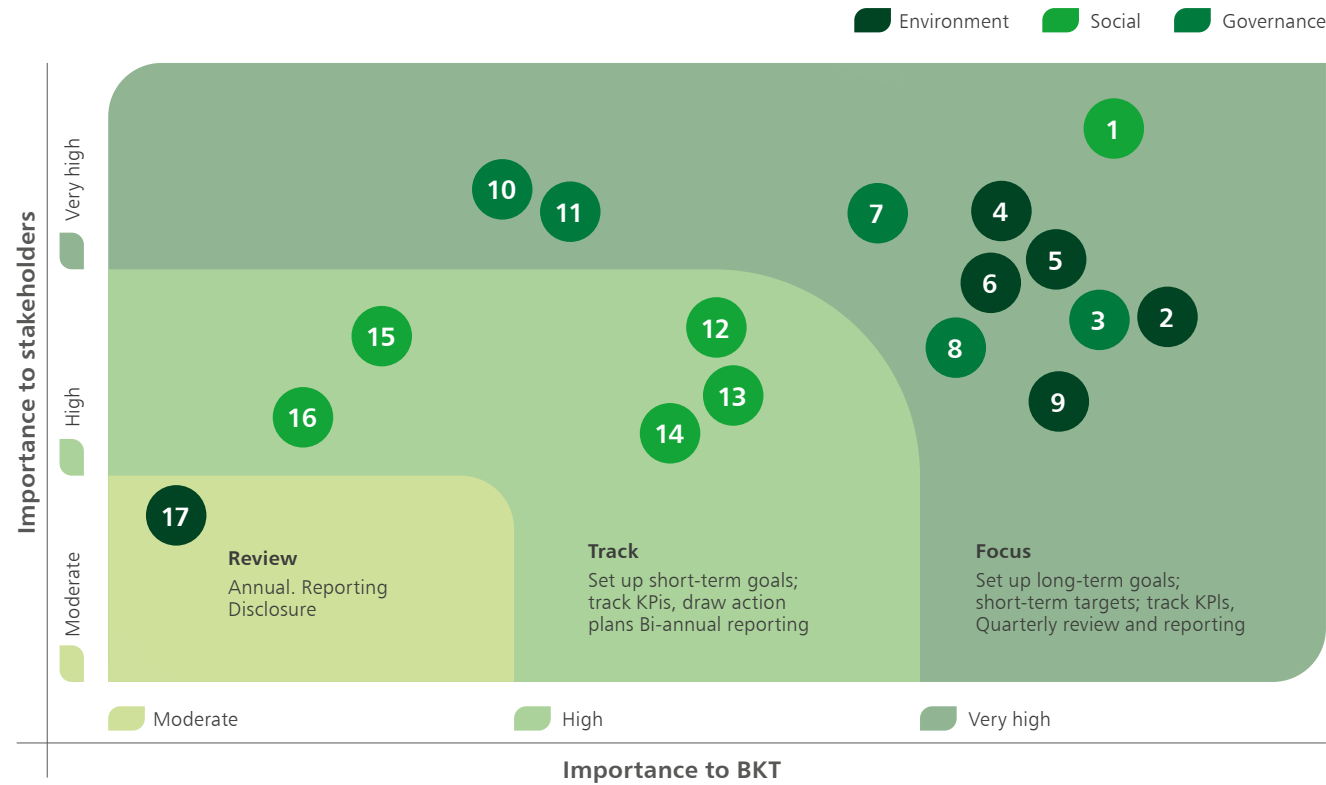 Environment
Social
Governance
Importance to stakeholders
Very high
High
Moderate
1
10
11
7
4
5
6
3
2
8
9
15
12
13
14
16
17
Review
Annual. Reporting
Disclosure
Track
Set up short-term goals;
track KPis, draw action
plans Bi-annual reporting
Focus
Set up long-term goals;
short-term targets; track KPls,
Quarterly review and reporting
Moderate
High
Very high
Importance to BKT